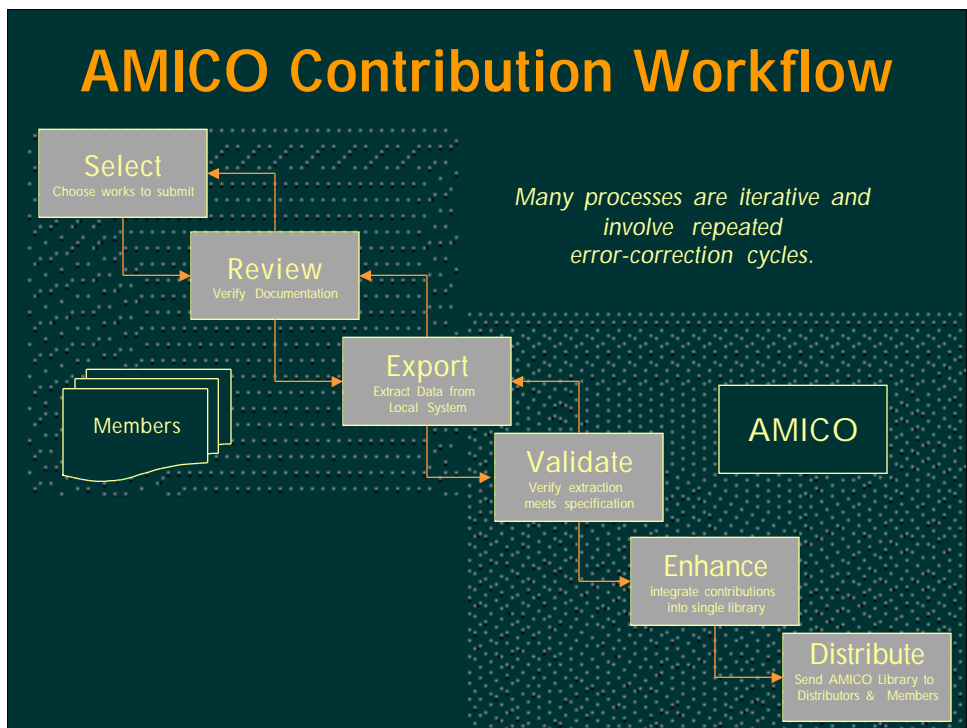 AMICO Contribution Workflow
Select
Choose works to submit
Many processes are iterative and
involve repeated
error-correction cycles.
Review
Verify Documentation
Export
Extract Data from
Local System
Members
AMICO
Validate
Verify extraction
meets specification
Enhance
integrate contributions
into single library
Distribute
Send AMICO Library to
Distributors & Members